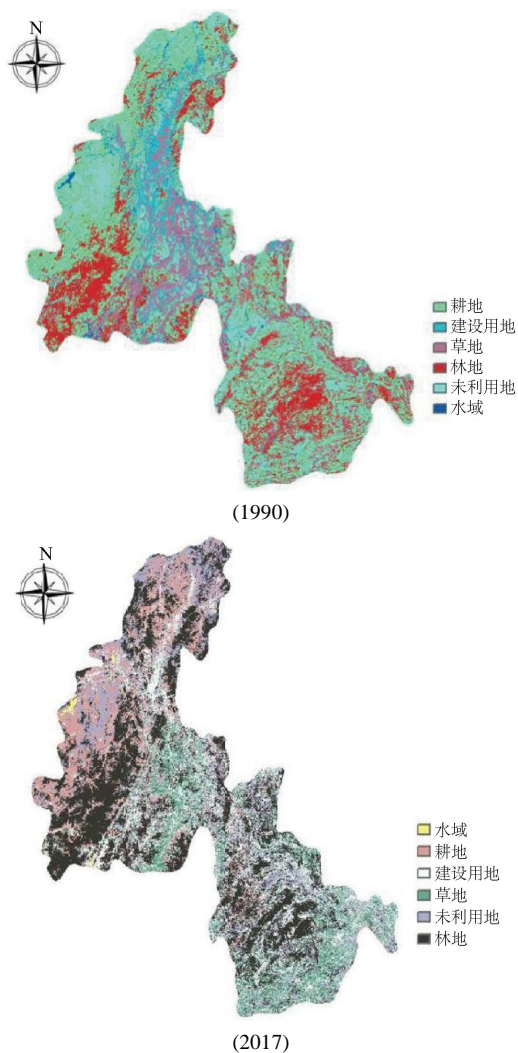 N
耕地
建设用地
草地
林地
未利用地
水域
(1990)
N
水域
耕地
建设用地
草地
未利用地
林地
(2017)